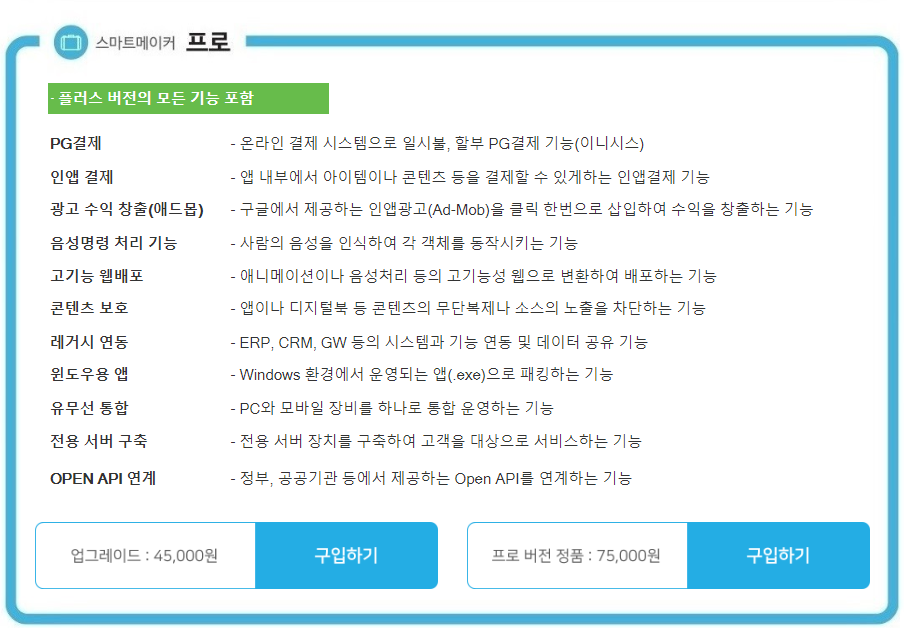 스마트메이커 프로
- 플러스 버전의 모든 기능 포함
PG결제 - 온라인 결제 시스템으로 일시불, 할부 PG결제 기능(이니시스)
인앱 결제 - 앱 내부에서 아이템이나 콘텐츠 등을 결제할 수 있게하는 인앱결제 기능
광고 수익 창출(애드몹) - 구글에서 제공하는 인앱광고(Ad-Mob)을 클릭 한번으로 삽입하여 수익을 창출하는 기능
음성명령 처리 기능 - 사람의 음성을 인식하여 각 객체를 동작시키는 기능
고기능 웹배포 - 애니메이션이나 음성처리 등의 고기능성 웹으로 변환하여 배포하는 기능
콘텐츠 보호 - 앱이나 디지털북 등 콘텐츠의 무단복제나 소스의 노출을 차단하는 기능
레거시 연동 - ERP, CRM, GW 등의 시스템과 기능 연동 및 데이터 공유 기능
윈도우용 앱 - Windows 환경에서 운영되는 앱(.exe)으로 패킹하는 기능
유무선 통합 - PC와 모바일 장비를 하나로 통합 운영하는 기능
전용 서버 구축 - 전용 서버 장치를 구축하여 고객을 대상으로 서비스하는 기능
OPEN API 연계 - 정부, 공공기관 등에서 제공하는 Open API를 연계하는 기능
업그레이드 : 45,000원 구입하기 프로 버전 정품 : 75,000원 구입하기